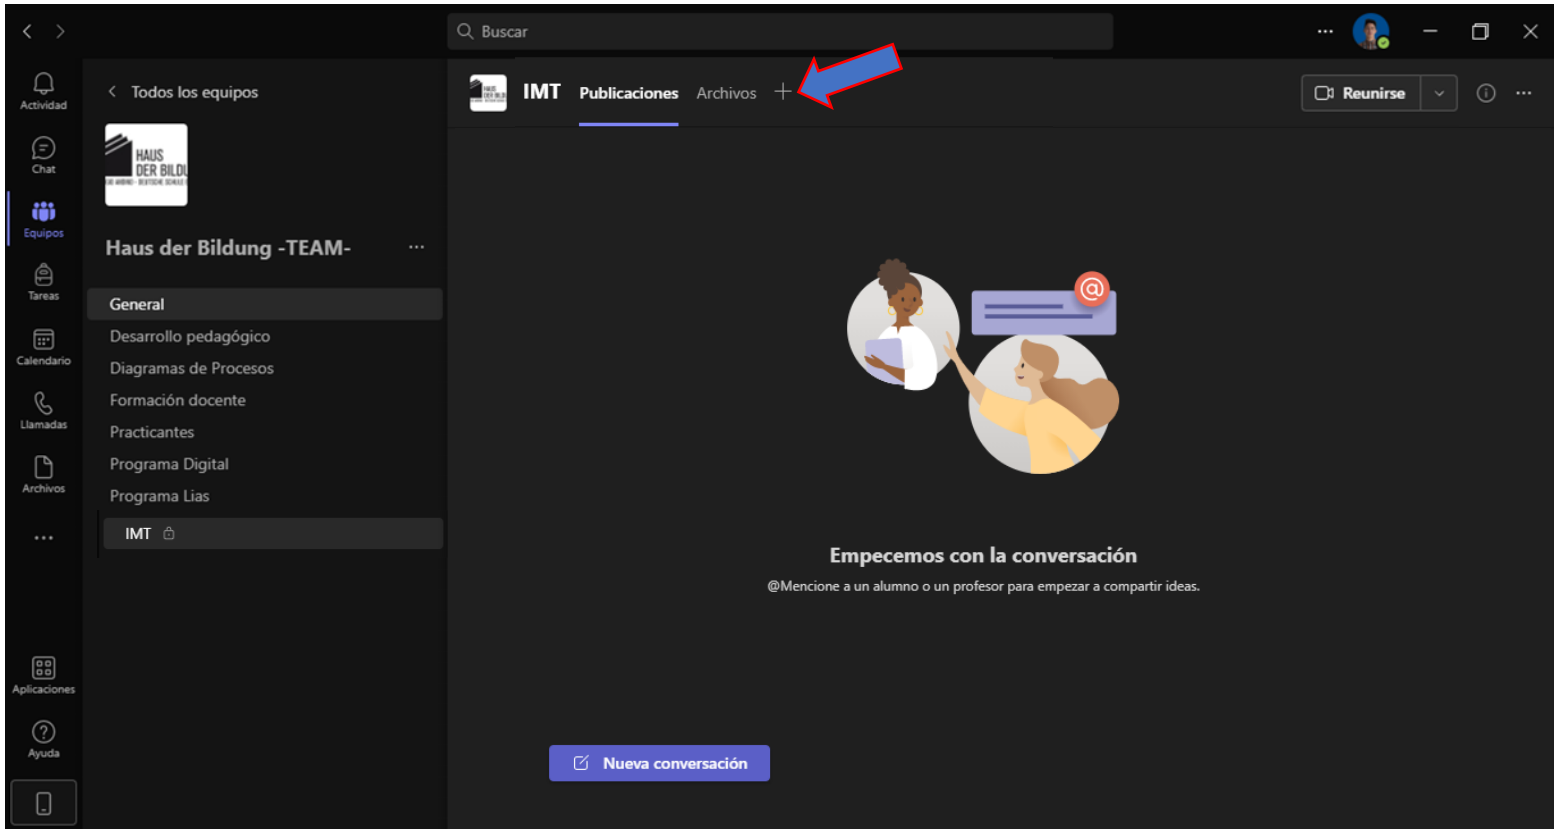 Buscar
Actividad
Chat
Equipos
Tareas
Calendario
Llamadas
Archivos
Aplicaciones
Ayuda
Todos los equipos
HAUS
DER BILDU
Haus der Bildung -TEAM-
General
Desarrollo pedagógico
Diagramas de Procesos
Formación docente
Practicantes
Programa Digital
Programa Lias
IMT
IMT Publicaciones Archivos
Reunirse
@
Empecemos con la conversación
@Mencione a un alumno o un profesor para empezar a compartir ideas.
Nueva conversación